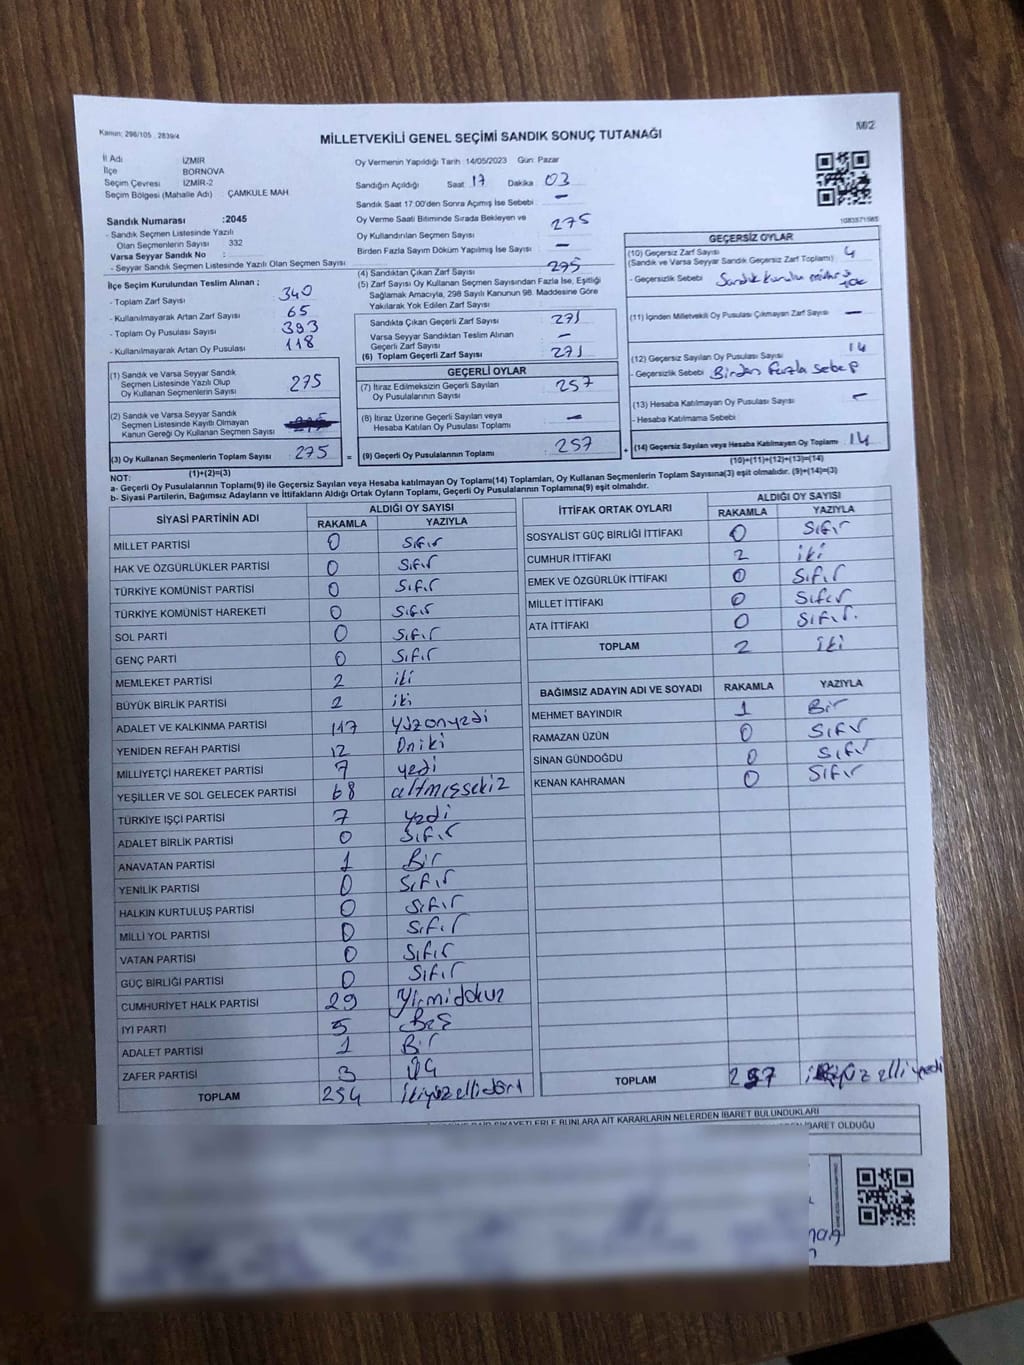 Kanun; 298/105 , 2839/4
M2
MİLLETVEKİLİ GENEL SEÇİMİ SANDIK SONUÇ TUTANAĞI
İl Adı İZMİR
İlçe BORNOVA
Seçim Çevresi İZMİR-2
Seçim Bölgesi (Mahalle Adı) ÇAMKULE MAH
Sandık Numarası :2045
- Sandık Seçmen Listesinde Yazılı
Olan Seçmenlerin Sayısı : 332
Varsa Seyyar Sandık No :
- Seyyar Sandık Seçmen Listesinde Yazılı Olan Seçmen Sayısı :
İlçe Seçim Kurulundan Teslim Alınan ;
- Toplam Zarf Sayısı : 340
- Kullanılmayarak Artan Zarf Sayısı : 65
- Toplam Oy Pusulası Sayısı : 393
- Kullanılmayarak Artan Oy Pusulası : 118
(1) Sandık ve Varsa Seyyar Sandık
Seçmen Listesinde Yazılı Olup
Oy Kullanan Seçmenlerin Sayısı 275
(2) Sandık ve Varsa Seyyar Sandık
Seçmen Listesinde Kayıtlı Olmayan
Kanun Gereği Oy Kullanan Seçmen Sayısı
(3) Oy Kullanan Seçmenlerin Toplam Sayısı : 275
(1)+(2)=(3)
Oy Vermenin Yapıldığı Tarih :14/05/2023 Gün: Pazar
Sandığın Açıldığı Saat 17 Dakika 03
Sandık Saat 17:00'den Sonra Açımış İse Sebebi : –
Oy Verme Saati Bitiminde Sırada Bekleyen ve
Oy Kullandırılan Seçmen Sayısı : 275
Birden Fazla Sayım Döküm Yapılmış İse Sayısı : –
(4) Sandıktan Çıkan Zarf Sayısı : 275
(5) Zarf Sayısı Oy Kullanan Seçmen Sayısından Fazla İse, Eşitliği
Sağlamak Amacıyla, 298 Sayılı Kanunun 98. Maddesine Göre
Yakılarak Yok Edilen Zarf Sayısı :
Sandıkta Çıkan Geçerli Zarf Sayısı : 271
Varsa Seyyar Sandıktan Teslim Alınan
Geçerli Zarf Sayısı : –
(6) Toplam Geçerli Zarf Sayısı : 271
GEÇERLİ OYLAR
(7) İtiraz Edilmeksizin Geçerli Sayılan
Oy Pusulalarının Sayısı : 257
(8) İtiraz Üzerine Geçerli Sayılan veya
Hesaba Katılan Oy Pusulası Toplamı : –
= (9) Geçerli Oy Pusulalarının Toplamı : 257 +
1083571565
GEÇERSİZ OYLAR
(10) Geçersiz Zarf Sayısı : 4
(Sandık ve Varsa Seyyar Sandık Geçersiz Zarf Toplamı)
- Geçersizlik Sebebi : Sandık kurulu mührü yok
(11) İçinden Milletvekili Oy Pusulası Çıkmayan Zarf Sayısı : –
(12) Geçersiz Sayılan Oy Pusulası Sayısı : 14
- Geçersizlik Sebebi : Birden fazla sebep
(13) Hesaba Katılmayan Oy Pusulası Sayısı : –
- Hesaba Katılmama Sebebi :
(14) Geçersiz Sayılan veya Hesaba Katılmayan Oy Toplamı : 14
(10)+(11)+(12)+(13)=(14)
NOT:
a- Geçerli Oy Pusulalarının Toplamı(9) ile Geçersiz Sayılan veya Hesaba katılmayan Oy Toplamı(14) Toplamları, Oy Kullanan Seçmenlerin Toplam Sayısına(3) eşit olmalıdır. (9)+(14)=(3)
b- Siyasi Partilerin, Bağımsız Adayların ve İttifakların Aldığı Ortak Oyların Toplamı, Geçerli Oy Pusulalarının Toplamına(9) eşit olmalıdır.
SİYASİ PARTİNİN ADI ALDIĞI OY SAYISI
RAKAMLA YAZIYLA
MİLLET PARTİSİ 0 Sıfır
HAK VE ÖZGÜRLÜKLER PARTİSİ 0 Sıfır
TÜRKİYE KOMÜNİST PARTİSİ 0 Sıfır
TÜRKİYE KOMÜNİST HAREKETİ 0 Sıfır
SOL PARTİ 0 Sıfır
GENÇ PARTİ 0 Sıfır
MEMLEKET PARTİSİ 2 iki
BÜYÜK BİRLİK PARTİSİ 2 iki
ADALET VE KALKINMA PARTİSİ 117 yüzonyedi
YENİDEN REFAH PARTİSİ 12 Oniki
MİLLİYETÇİ HAREKET PARTİSİ 7 yedi
YEŞİLLER VE SOL GELECEK PARTİSİ 68 altmışsekiz
TÜRKİYE İŞÇİ PARTİSİ 7 yedi
ADALET BİRLİK PARTİSİ 0 Sıfır
ANAVATAN PARTİSİ 1 Bir
YENİLİK PARTİSİ 0 Sıfır
HALKIN KURTULUŞ PARTİSİ 0 Sıfır
MİLLİ YOL PARTİSİ 0 Sıfır
VATAN PARTİSİ 0 Sıfır
GÜÇ BİRLİĞİ PARTİSİ 0 Sıfır
CUMHURİYET HALK PARTİSİ 29 Yirmidokuz
İYİ PARTİ 5 Beş
ADALET PARTİSİ 1 Bir
ZAFER PARTİSİ 3 Üç
TOPLAM 254 İkiyüzellidört
İTTİFAK ORTAK OYLARI ALDIĞI OY SAYISI
RAKAMLA YAZIYLA
SOSYALİST GÜÇ BİRLİĞİ İTTİFAKI 0 Sıfır
CUMHUR İTTİFAKI 2 iki
EMEK VE ÖZGÜRLÜK İTTİFAKI 0 Sıfır
MİLLET İTTİFAKI 0 Sıfır
ATA İTTİFAKI 0 Sıfır.
TOPLAM 2 iki
BAĞIMSIZ ADAYIN ADI VE SOYADI RAKAMLA YAZIYLA
MEHMET BAYINDIR 1 Bir
RAMAZAN ÜZÜN 0 Sıfır
SİNAN GÜNDOĞDU 0 Sıfır
KENAN KAHRAMAN 0 Sıfır
TOPLAM 257 ikiyüzelliyedi
ŞİKAYETLERLE BUNLARA AİT KARARLARIN NELERDEN İBARET BULUNDUKLARI
İBARET OLDUĞU